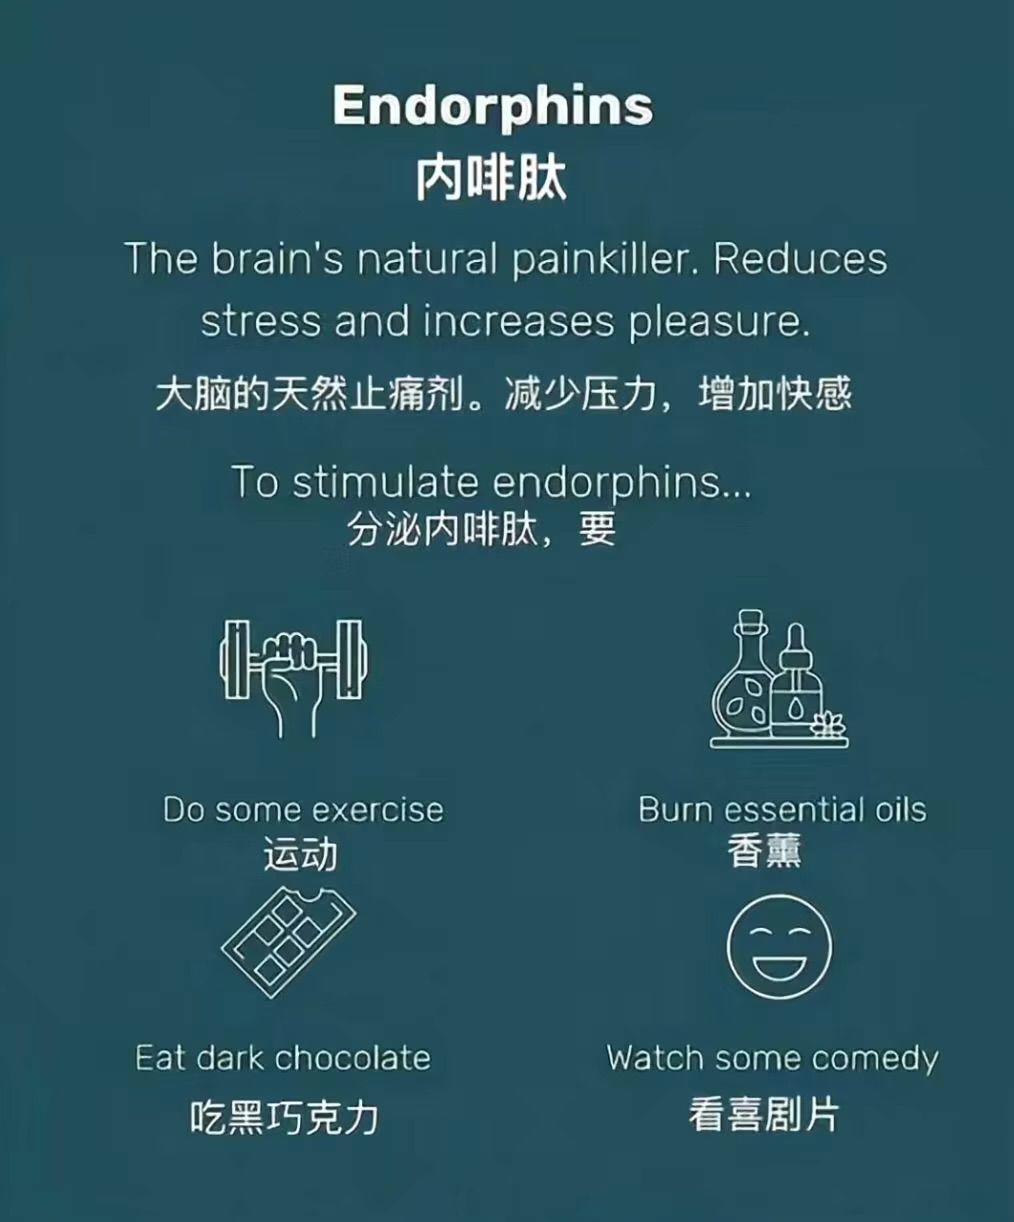 Endorphins
内啡肽
The brain's natural painkiller. Reduces
stress and increases pleasure.
大脑的天然止痛剂。减少压力，增加快感
To stimulate endorphins...
分泌内啡肽，要
Do some exercise
运动
Burn essential oils
香薰
Eat dark chocolate
吃黑巧克力
Watch some comedy
看喜剧片